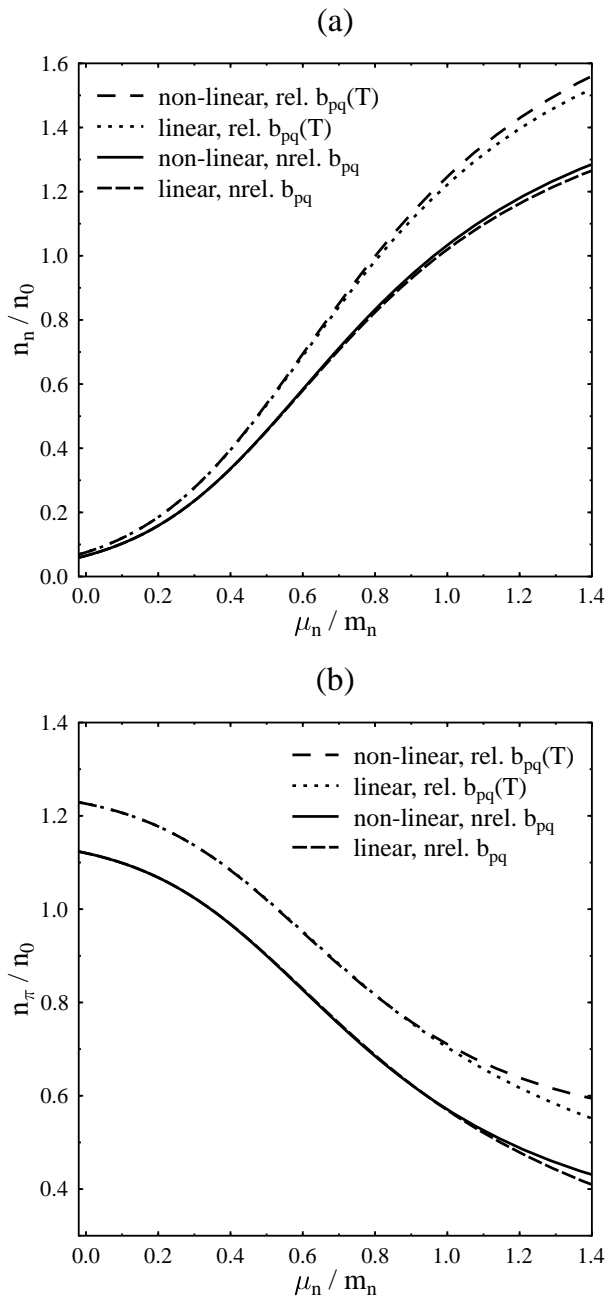 (a)
1.6
non-linear, rel. b_pq(T)
1.4
linear, rel. b_pq(T)
non-linear, nrel. b_pq
1.2
linear, nrel. b_pq
1.0
n_n / n_0
0.8
0.6
0.4
0.2
0.0
0.0 0.2 0.4 0.6 0.8 1.0 1.2 1.4
μ_n / m_n
(b)
1.4
non-linear, rel. b_pq(T)
linear, rel. b_pq(T)
1.2
non-linear, nrel. b_pq
linear, nrel. b_pq
1.0
n_π / n_0
0.8
0.6
0.4
0.0 0.2 0.4 0.6 0.8 1.0 1.2 1.4
μ_n / m_n